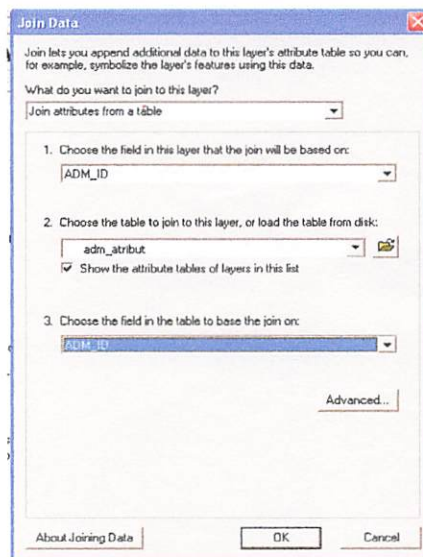 Join Data
Join lets you append additional data to this layer's attribute table so you can,
for example, symbolize the layer's features using this data.
What do you want to join to this layer?
Join attributes from a table
1. Choose the field in this layer that the join will be based on:
ADM_ID
2. Choose the table to join to this layer, or load the table from disk:
adm_atribut
Show the attribute tables of layers in this list
3. Choose the field in the table to base the join on:
ADM_ID
Advanced...
About Joining Data
OK
Cancel